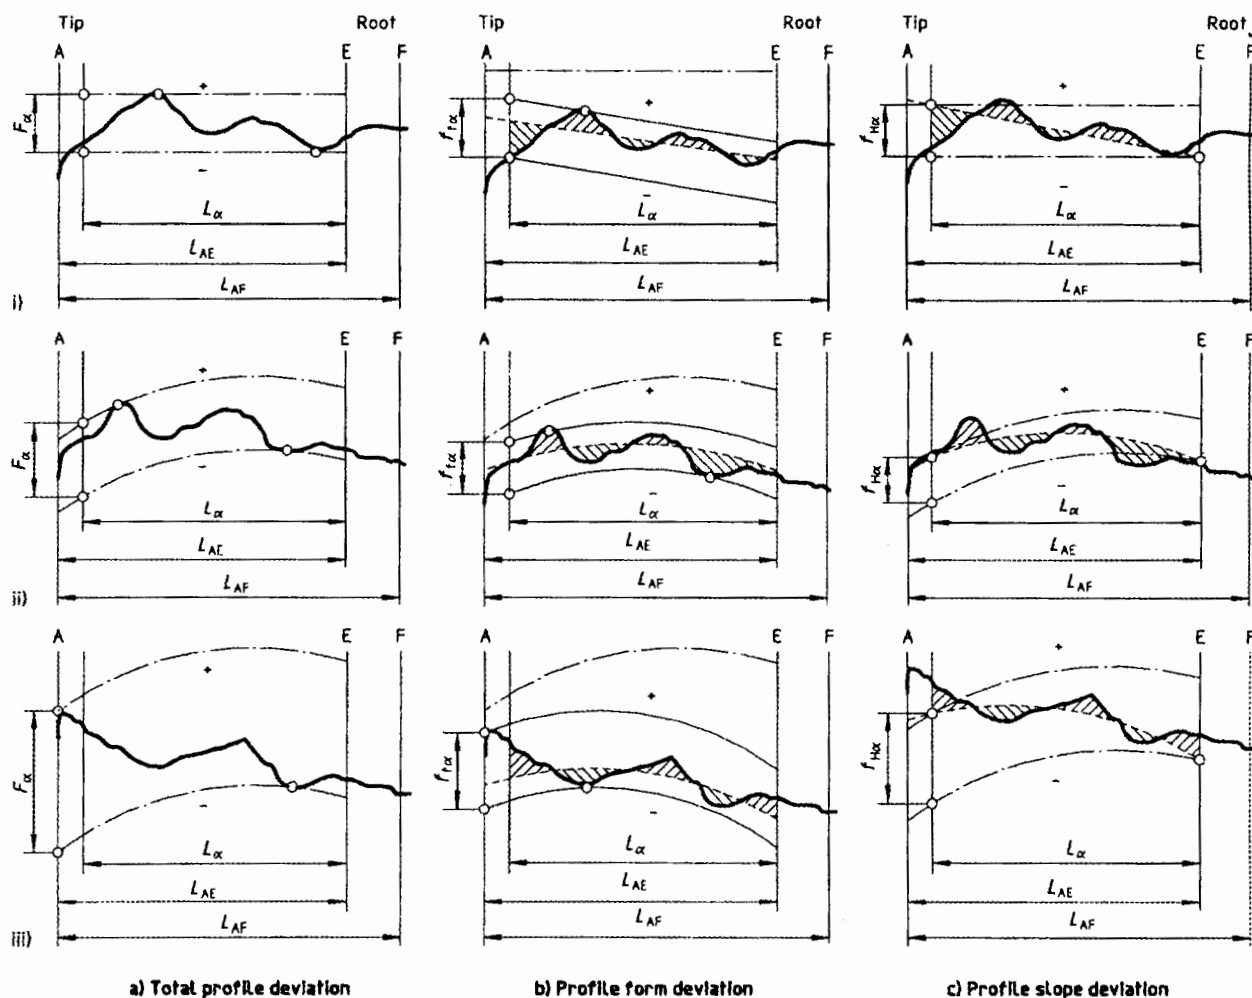 Tip Root Tip Root Tip Root
A E F A E F A E F
+ + +
Fα ffα fHα
− − −
Lα Lα Lα
LAE LAE LAE
LAF LAF LAF
i)
A E F A E F A E F
+ + +
Fα ffα fHα
− − −
Lα Lα Lα
LAE LAE LAE
LAF LAF LAF
ii)
A E F A E F A E F
+ + +
Fα ffα fHα
− − −
Lα Lα Lα
LAE LAE LAE
LAF LAF LAF
iii)
a) Total profile deviation
b) Profile form deviation
c) Profile slope deviation